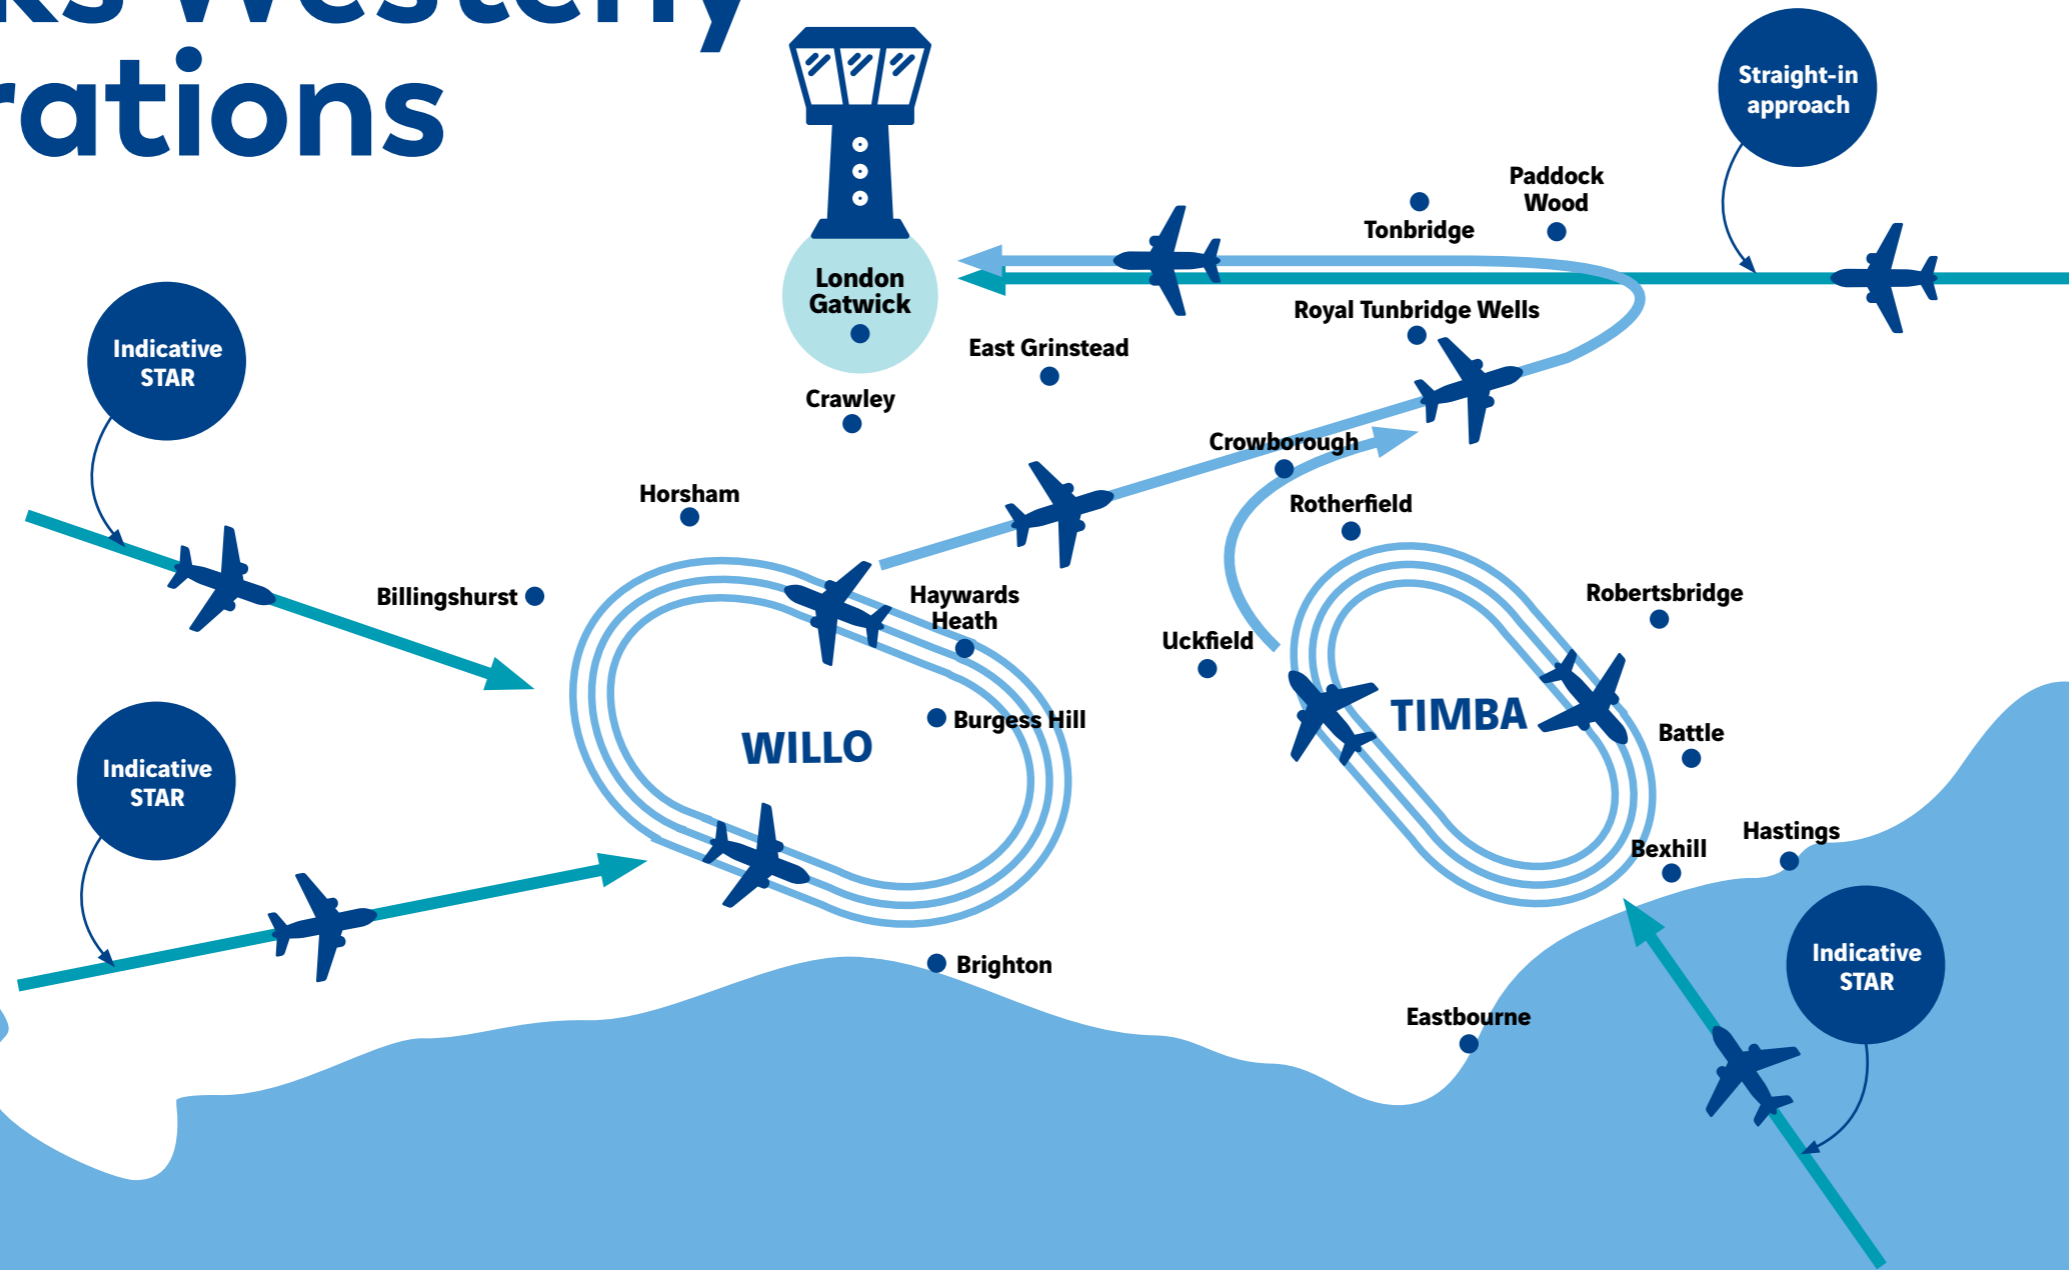 rations
Straight-in
approach
Paddock
Wood
Tonbridge
London
Gatwick
Royal Tunbridge Wells
East Grinstead
Indicative
STAR
Crawley
Crowborough
Horsham
Rotherfield
Billingshurst
Haywards
Heath
Robertsbridge
Uckfield
Burgess Hill
TIMBA
WILLO
Battle
Indicative
STAR
Hastings
Bexhill
Brighton
Indicative
STAR
Eastbourne